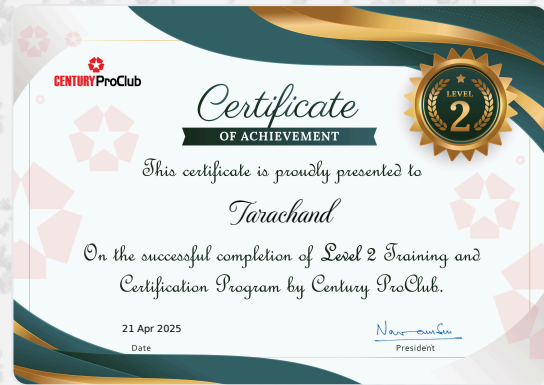 CENTURY ProClub
LEVEL
2
Certificate
OF ACHIEVEMENT
This certificate is proudly presented to
Tarachand
On the successful completion of Level 2 Training and
Certification Program by Century ProClub.
21 Apr 2025
Date
President